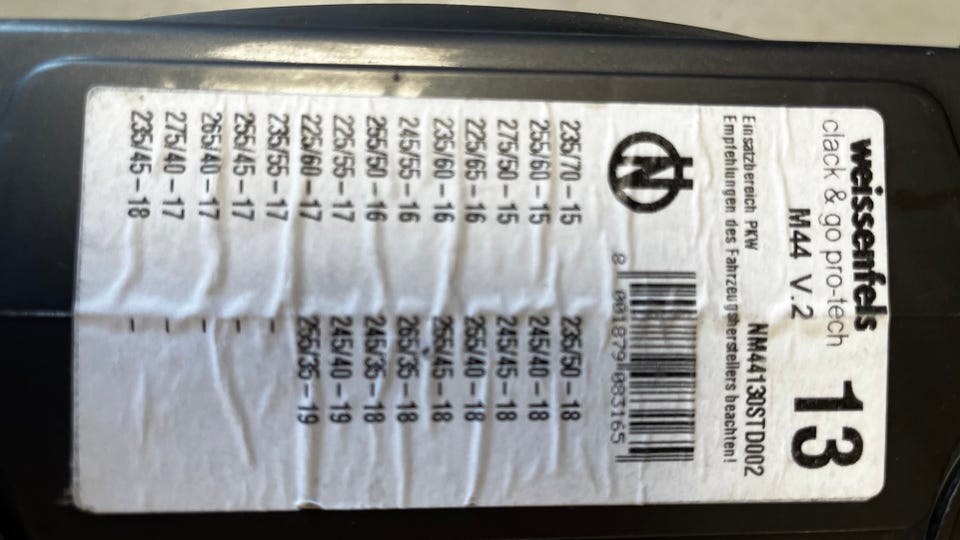 weissenfels
clack & go pro-tech 13
M44 V.2
NM44130STD002
Einsatzbereich PKW
Empfehlungen des Fahrzeugherstellers beachten!
N
8 001879 083165
235/70–15 235/50–18
255/60–15 245/40–18
275/50–15 245/45–18
225/65–16 255/40–18
235/60–16 255/45–18
245/55–16 265/35–18
255/50–16 245/35–18
225/55–17 245/40–19
225/60–17 255/35–19
235/55–17 –
255/45–17 –
265/40–17 –
275/40–17 –
235/45–18 –